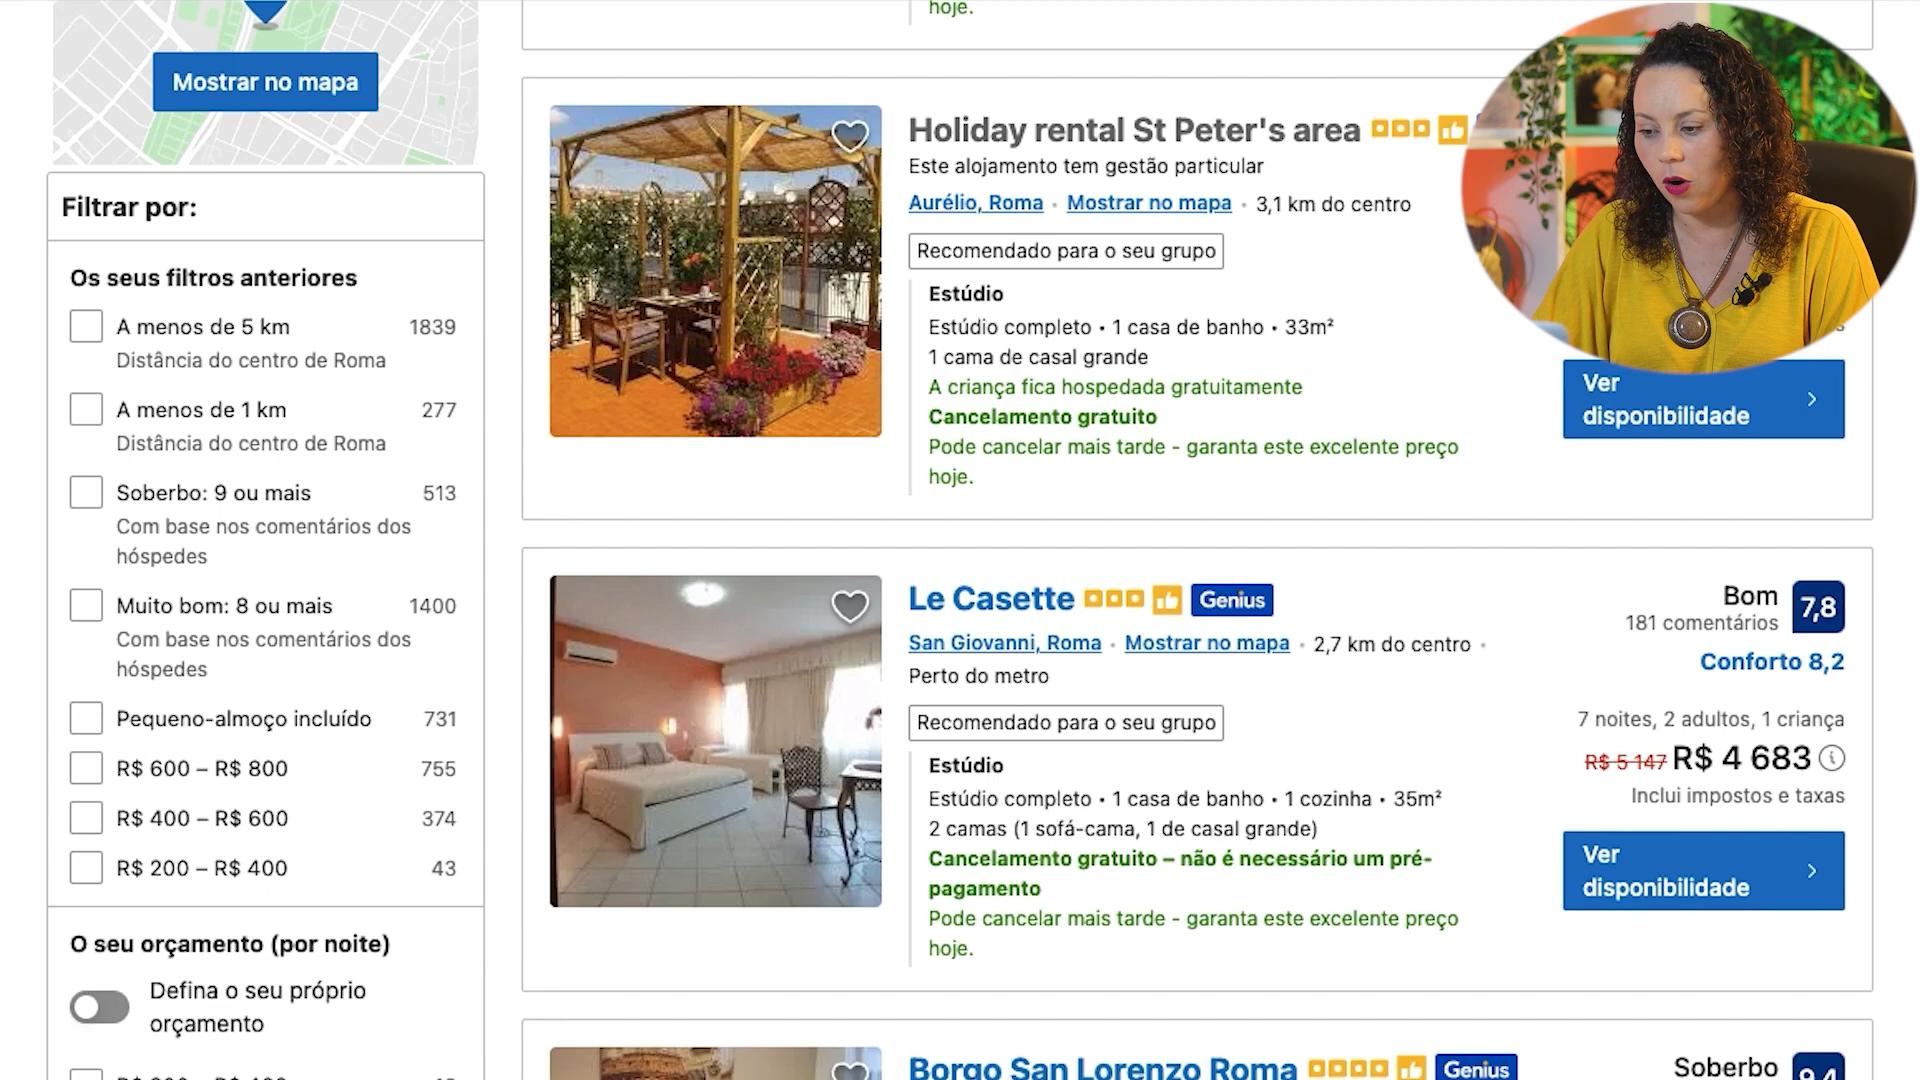 Mostrar no mapa
Filtrar por:
Os seus filtros anteriores
A menos de 5 km 1839
Distância do centro de Roma
A menos de 1 km 277
Distância do centro de Roma
Soberbo: 9 ou mais 513
Com base nos comentários dos
hóspedes
Muito bom: 8 ou mais 1400
Com base nos comentários dos
hóspedes
Pequeno-almoço incluído 731
R$ 600 – R$ 800 755
R$ 400 – R$ 600 374
R$ 200 – R$ 400 43
O seu orçamento (por noite)
Defina o seu próprio
orçamento
hoje.
Holiday rental St Peter's area
Este alojamento tem gestão particular
Aurélio, Roma • Mostrar no mapa • 3,1 km do centro
Recomendado para o seu grupo
Estúdio
Estúdio completo • 1 casa de banho • 33m²
1 cama de casal grande
A criança fica hospedada gratuitamente
Cancelamento gratuito
Pode cancelar mais tarde - garanta este excelente preço
hoje.
Ver
disponibilidade
Le Casette Genius
San Giovanni, Roma • Mostrar no mapa • 2,7 km do centro •
Perto do metro
Recomendado para o seu grupo
Estúdio
Estúdio completo • 1 casa de banho • 1 cozinha • 35m²
2 camas (1 sofá-cama, 1 de casal grande)
Cancelamento gratuito – não é necessário um pré-
pagamento
Pode cancelar mais tarde - garanta este excelente preço
hoje.
Bom 7,8
181 comentários
Conforto 8,2
7 noites, 2 adultos, 1 criança
R$ 5 147 R$ 4 683
Inclui impostos e taxas
Ver
disponibilidade
Borgo San Lorenzo Roma Genius
Soberbo 9,4